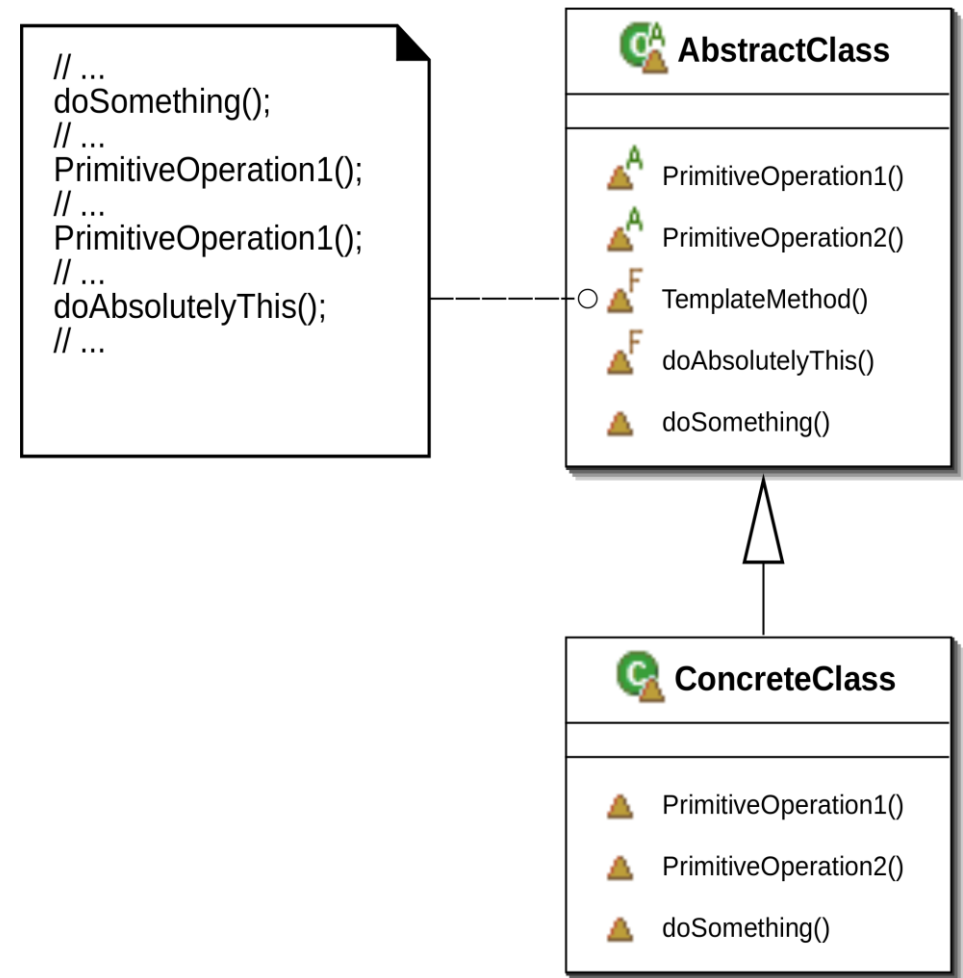 // ...
doSomething();
// ...
PrimitiveOperation1();
// ...
PrimitiveOperation1();
// ...
doAbsolutelyThis();
// ...
C A AbstractClass
A PrimitiveOperation1()
A PrimitiveOperation2()
F TemplateMethod()
F doAbsolutelyThis()
doSomething()
C ConcreteClass
PrimitiveOperation1()
PrimitiveOperation2()
doSomething()